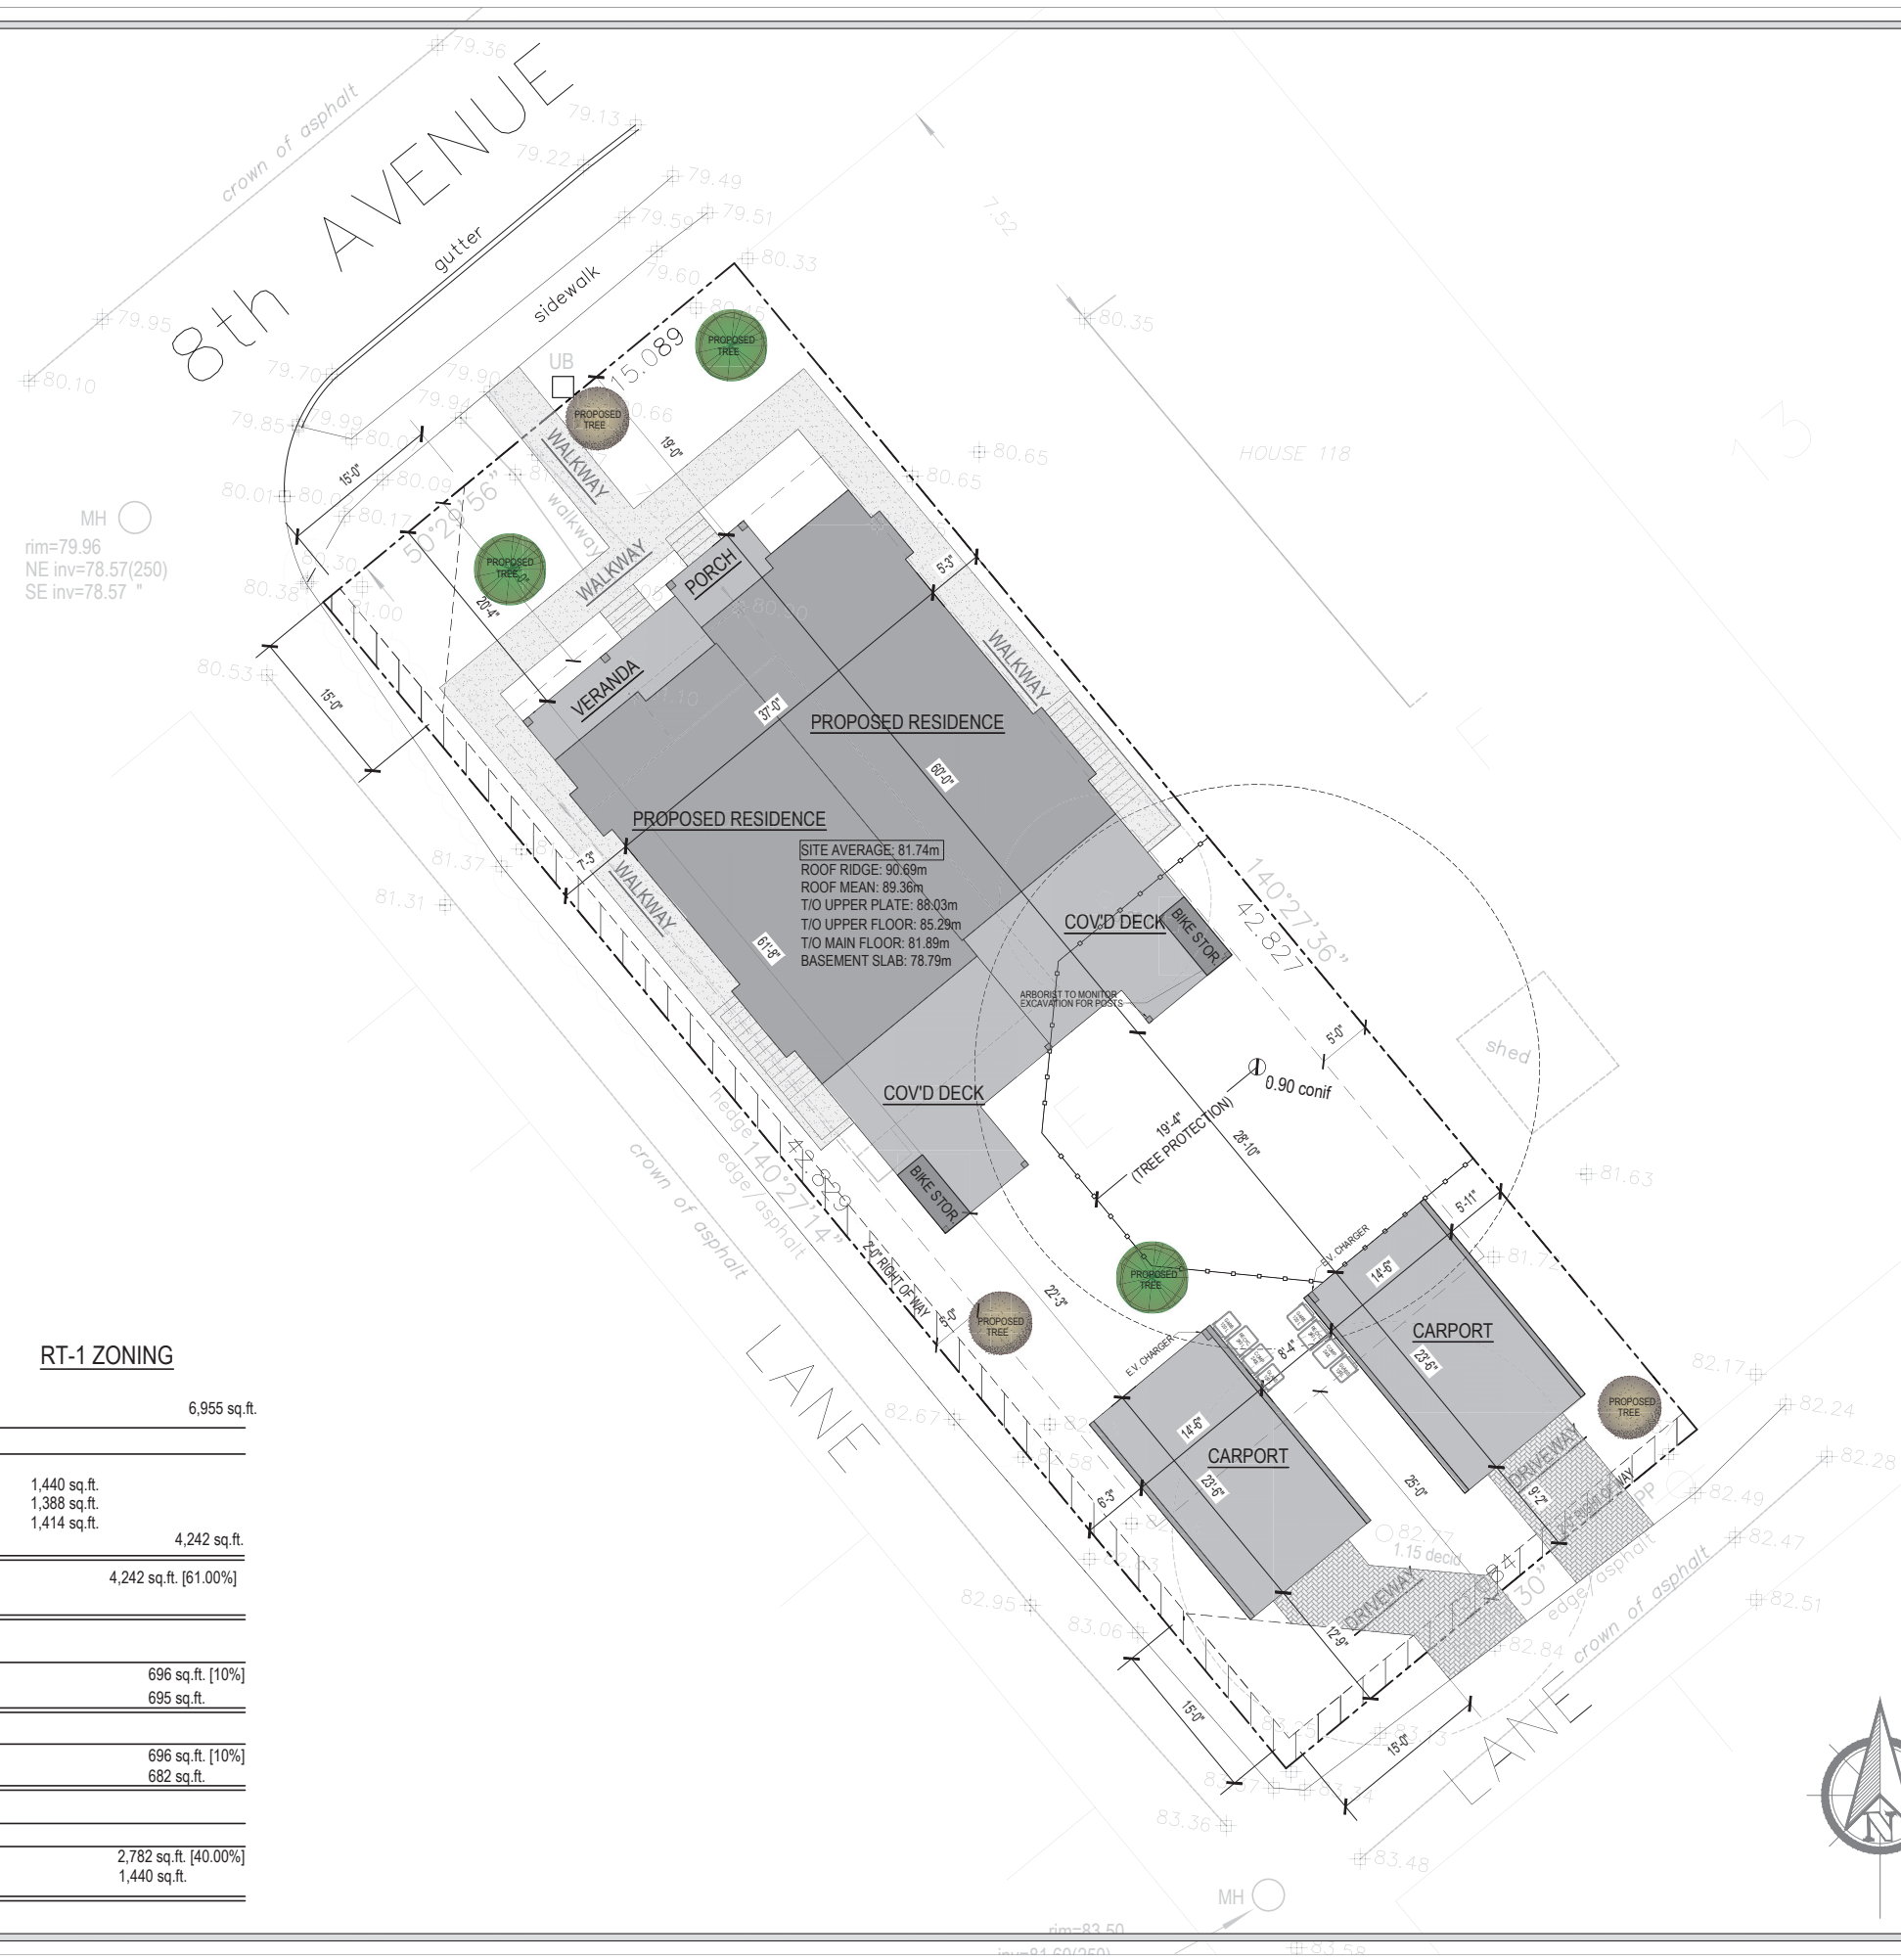 79.36
crown of asphalt
8th AVENUE
79.13
79.22
79.49
79.59
79.51
gutter
79.60
80.33
sidewalk
7.52
79.95
80.35
80.10
79.70
79.90
UB
15.089
PROPOSED
TREE
PROPOSED
TREE
79.85
79.99
79.94
19'-0"
WALKWAY
HOUSE 118
80.65
80.65
15'-0"
80.01
80.09
80.17
50°29'56"
walkway
MH
rim=79.96
NE inv=78.57(250)
SE inv=78.57 "
80.38
81.00
PROPOSED
TREE
20'-4"
WALKWAY
PORCH
5'-3"
80.53
15'-0"
VERANDA
WALKWAY
37'-0"
PROPOSED RESIDENCE
60'-0"
PROPOSED RESIDENCE
SITE AVERAGE: 81.74m
ROOF RIDGE: 90.69m
ROOF MEAN: 89.36m
T/O UPPER PLATE: 88.03m
T/O UPPER FLOOR: 85.29m
T/O MAIN FLOOR: 81.89m
BASEMENT SLAB: 78.79m
81.37
7'-3"
81.31
WALKWAY
61'-8"
COV'D DECK
BIKE STOR.
140°27'36"
42.827
ARBORIST TO MONITOR
EXCAVATION FOR POSTS
5'-0"
shed
0.90 conif
COV'D DECK
19'-4"
(TREE PROTECTION)
28'-10"
hedge
42.829
140°27'14"
edge/asphalt
crown of asphalt
BIKE STOR.
81.63
5'-11"
81.72
2'-0" RIGHT OF WAY
22'-3"
E.V. CHARGER
14'-6"
PROPOSED
TREE
PROPOSED
TREE
E.V. CHARGER
8'-4"
CARPORT
23'-6"
LANE
82.17
82.24
PROPOSED
TREE
82.67
14'-6"
CARPORT
23'-6"
25'-0"
DRIVEWAY
9'-2"
82.28
82.49
82.47
6'-3"
82.77
1.15 decid
30"
edge/asphalt
crown of asphalt
82.51
82.95
83.06
DRIVEWAY
12'-9"
82.84
15'-0"
15'-0"
LANE
83.36
83.48
MH
rim=83.50
83.58
N
RT-1 ZONING
6,955 sq.ft.
1,440 sq.ft.
1,388 sq.ft.
1,414 sq.ft.
4,242 sq.ft.
4,242 sq.ft. [61.00%]
696 sq.ft. [10%]
695 sq.ft.
696 sq.ft. [10%]
682 sq.ft.
2,782 sq.ft. [40.00%]
1,440 sq.ft.